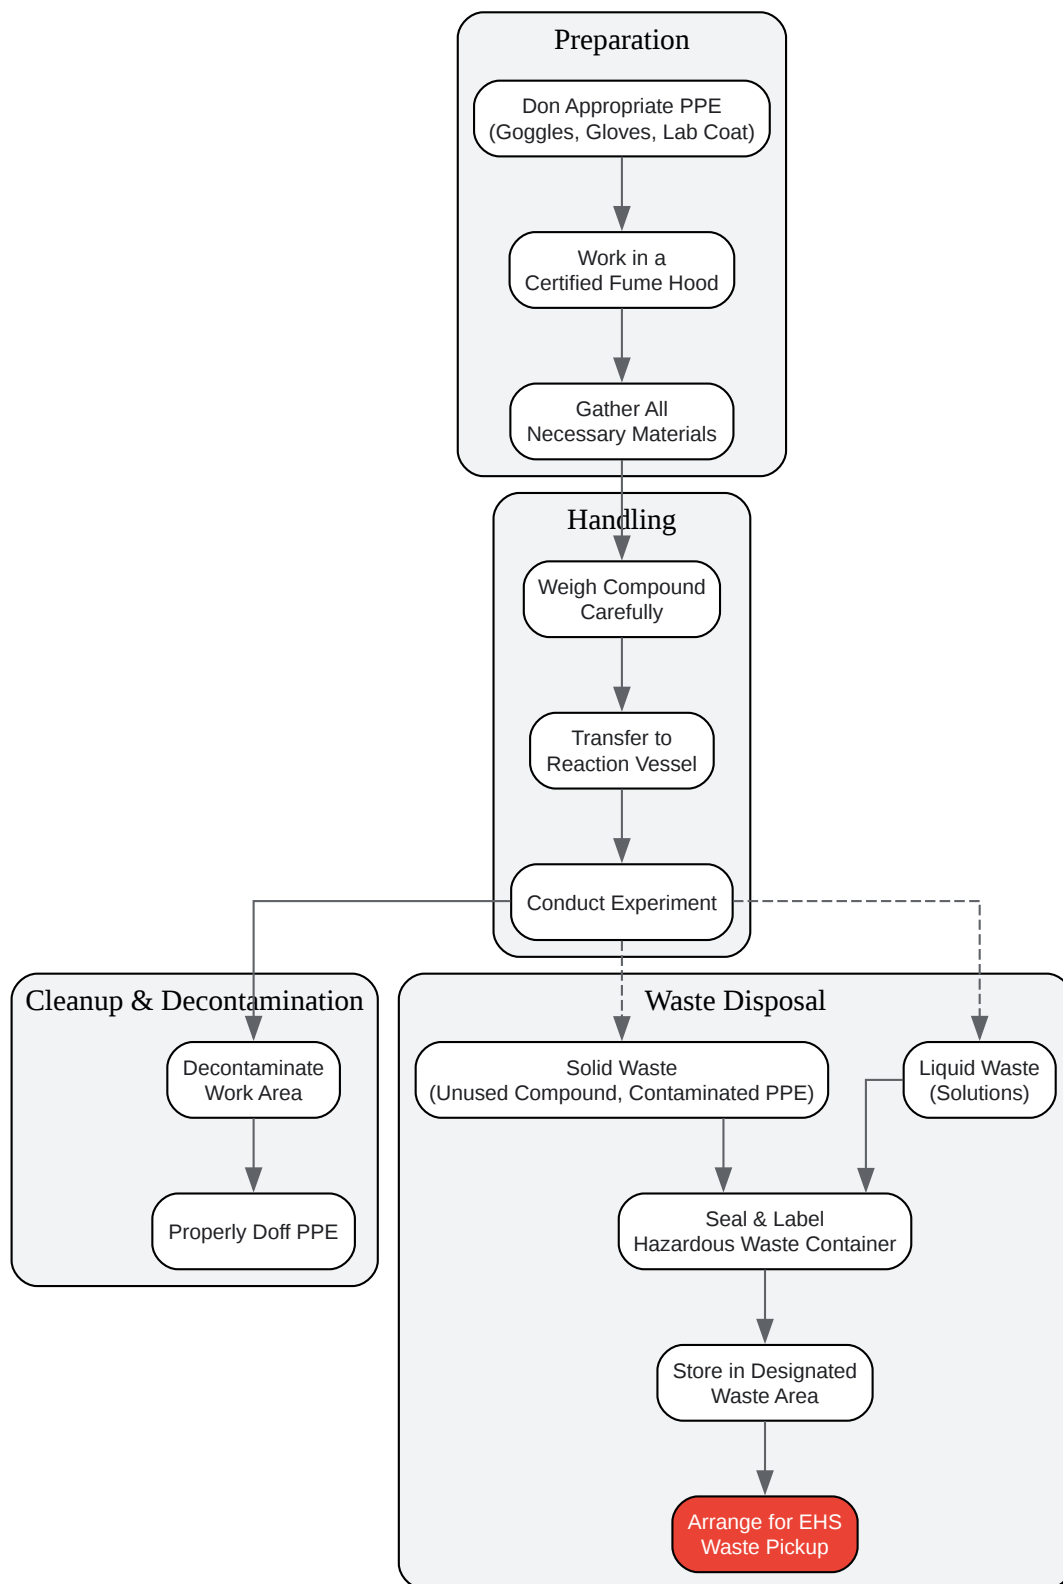 Preparation
Don Appropriate PPE
(Goggles, Gloves, Lab Coat)
Work in a
Certified Fume Hood
Gather All
Necessary Materials
Handling
Weigh Compound
Carefully
Transfer to
Reaction Vessel
Conduct Experiment
Cleanup & Decontamination
Decontaminate
Work Area
Properly Doff PPE
Waste Disposal
Solid Waste
(Unused Compound, Contaminated PPE)
Liquid Waste
(Solutions)
Seal & Label
Hazardous Waste Container
Store in Designated
Waste Area
Arrange for EHS
Waste Pickup